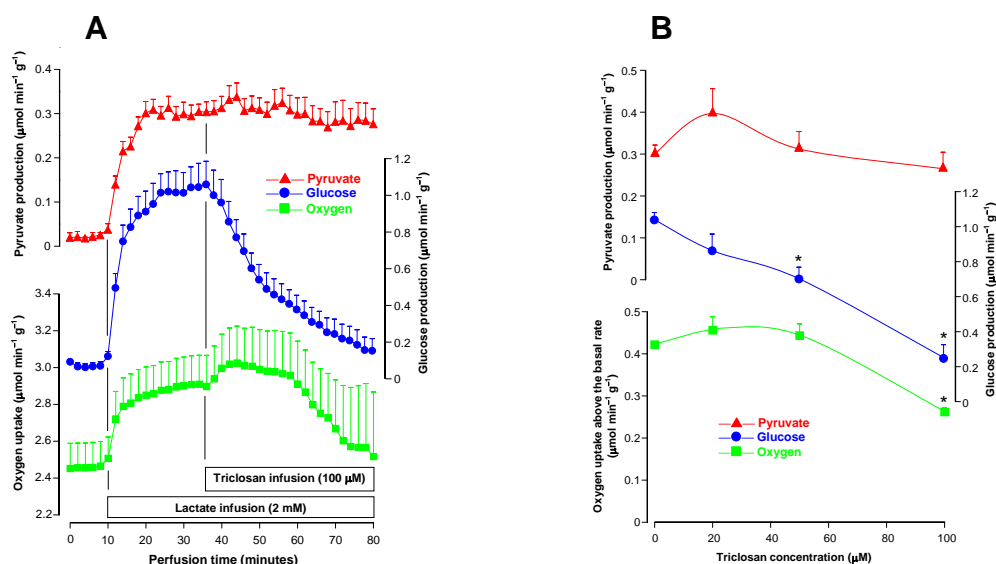 A
B
0.4
0.3
0.2
0.1
0
Pyruvate production (µmol min⁻¹ g⁻¹)
1.2
1.0
0.8
0.6
0.4
0.2
0
Glucose production (µmol min⁻¹ g⁻¹)
Pyruvate
Glucose
Oxygen
3.4
3.2
3.0
2.8
2.6
2.4
2.2
Oxygen uptake (µmol min⁻¹ g⁻¹)
Triclosan infusion (100 µM)
Lactate infusion (2 mM)
0 10 20 30 40 50 60 70 80
Perfusion time (minutes)
0.5
0.4
0.3
0.2
0.1
0
Pyruvate production (µmol min⁻¹ g⁻¹)
1.2
1.0
0.8
0.6
0.4
0.2
0
Glucose production (µmol min⁻¹ g⁻¹)
*
*
*
0.5
0.4
0.3
0.4
0.1
0
Oxygen uptake above the basal rate
(µmol min⁻¹ g⁻¹)
Pyruvate
Glucose
Oxygen
0 20 40 60 80 100
Triclosan concentration (µM)